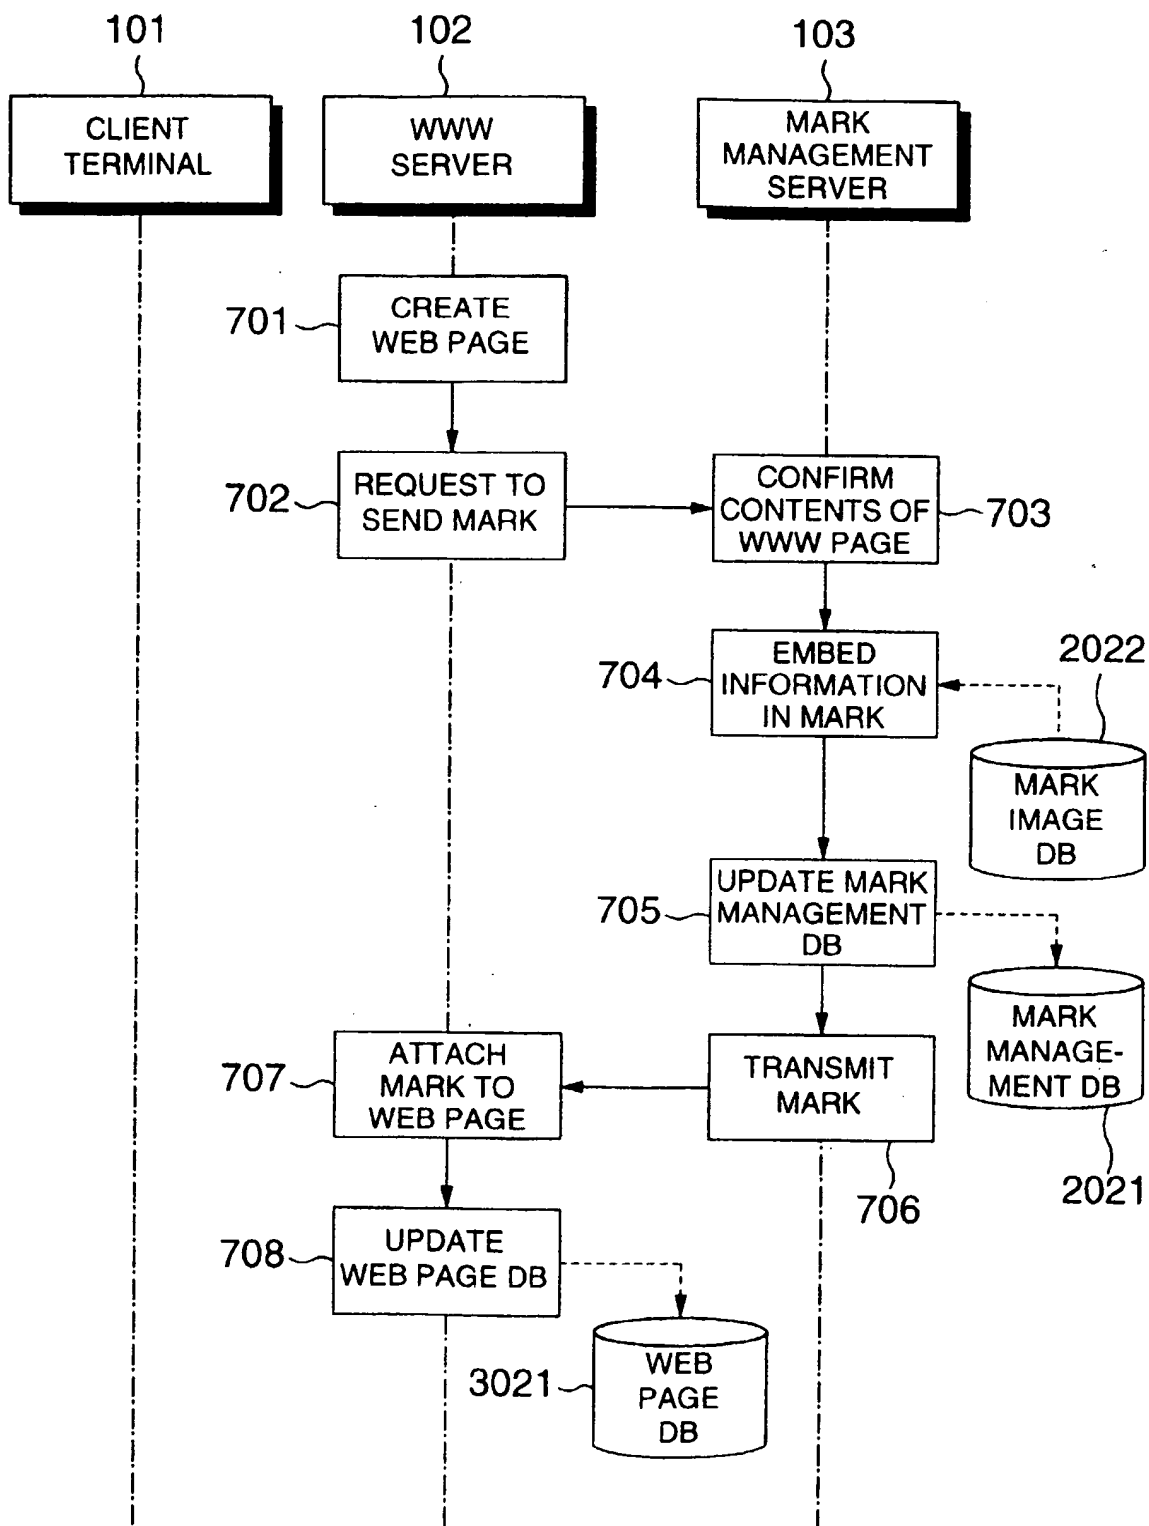 101
102
103
CLIENT
TERMINAL
WWW
SERVER
MARK
MANAGEMENT
SERVER
701
CREATE
WEB PAGE
702
REQUEST TO
SEND MARK
CONFIRM
CONTENTS OF
WWW PAGE
703
704
EMBED
INFORMATION
IN MARK
2022
MARK
IMAGE
DB
705
UPDATE MARK
MANAGEMENT
DB
MARK
MANAGE-
MENT DB
2021
707
ATTACH
MARK TO
WEB PAGE
TRANSMIT
MARK
706
708
UPDATE
WEB PAGE DB
3021
WEB
PAGE
DB